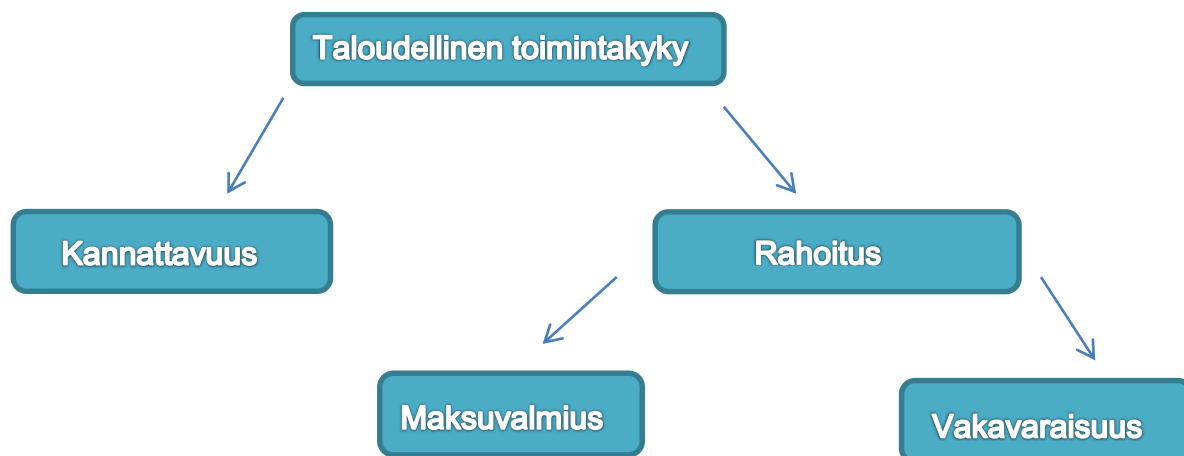 Taloudellinen toimintakyky
Kannattavuus
Rahoitus
Maksuvalmius
Vakavaraisuus